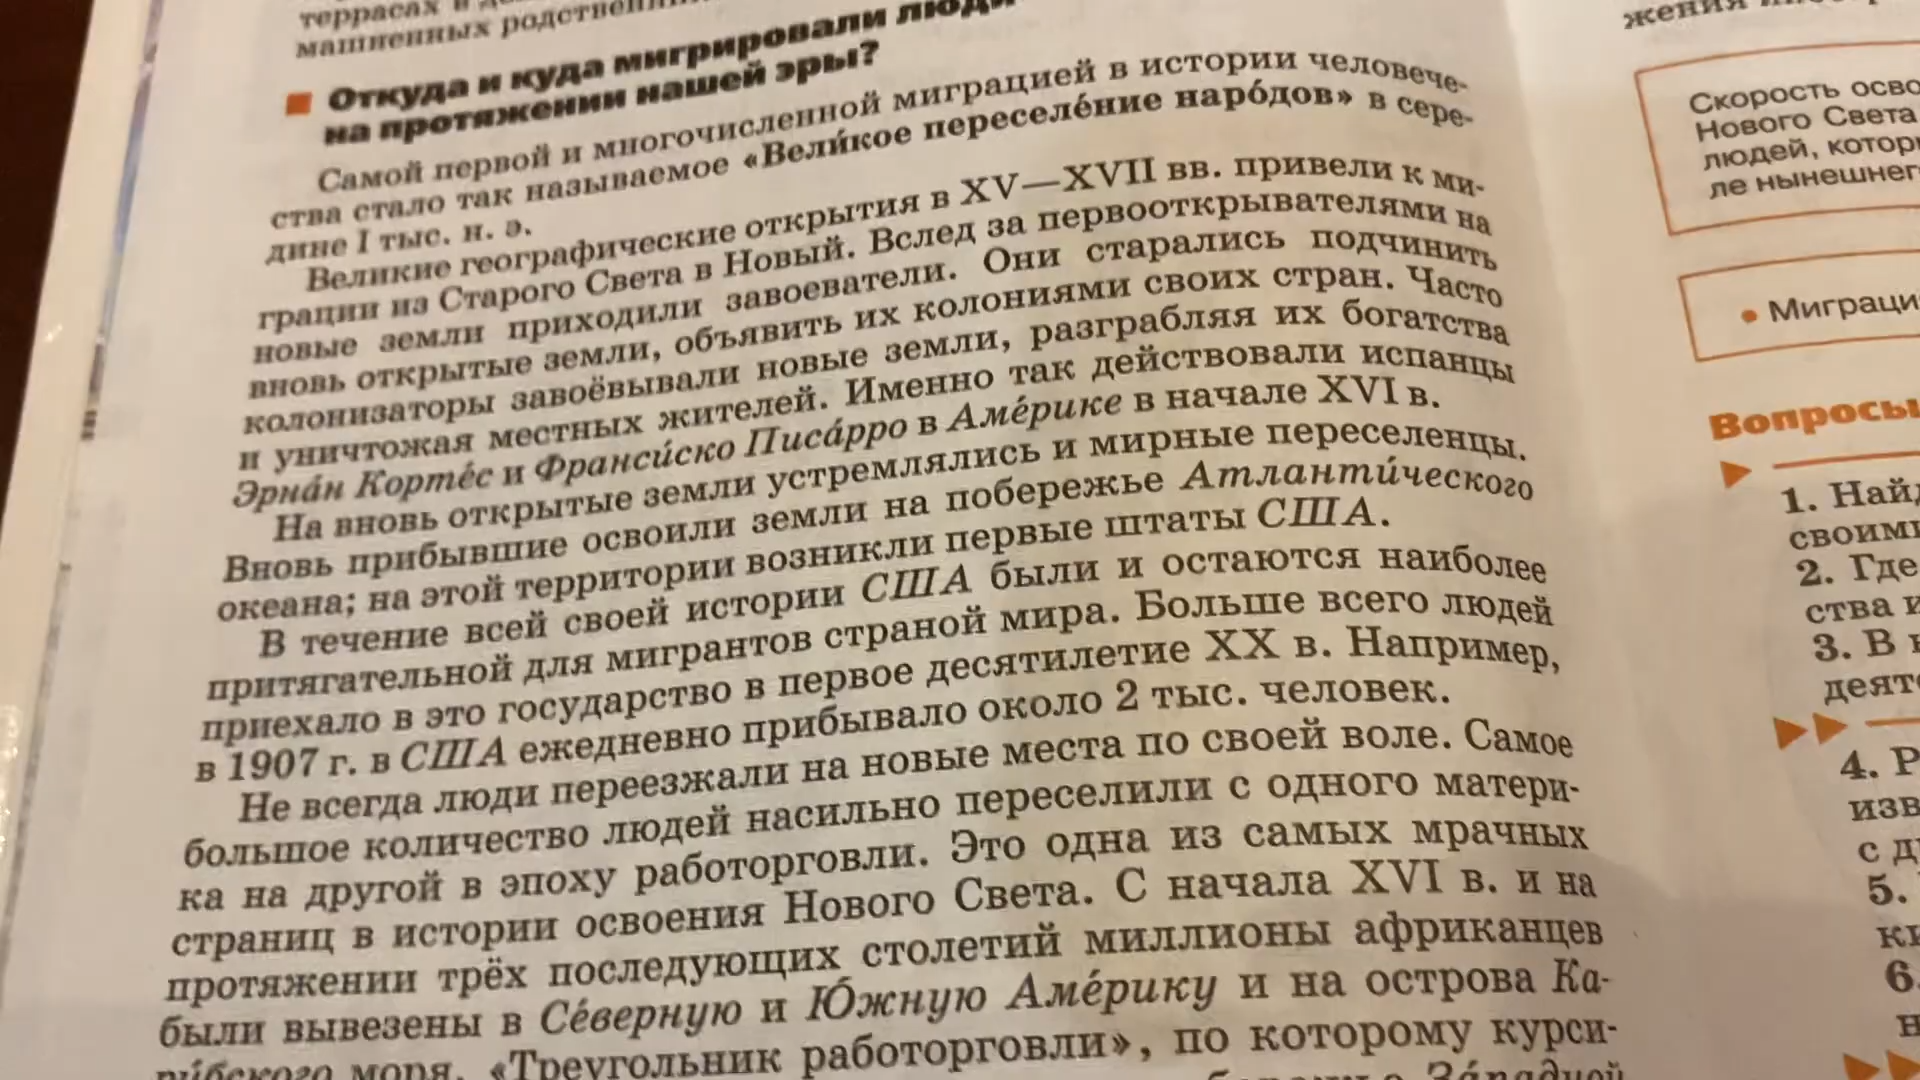 террасах в
машненных родствен
Откуда и куда мигрировали люди
на протяжении нашей эры?
Самой первой и многочисленной миграцией в истории человече-
ства стало так называемое «Вели́кое переселе́ние наро́дов» в сере-
дине I тыс. н. э.
Великие географические открытия в XV—XVII вв. привели к ми-
грации из Старого Света в Новый. Вслед за первооткрывателями на
новые земли приходили завоеватели. Они старались подчинить
вновь открытые земли, объявить их колониями своих стран. Часто
колонизаторы завоёвывали новые земли, разграбляя их богатства
и уничтожая местных жителей. Именно так действовали испанцы
Эрна́н Корте́с и Франси́ско Писа́рро в Аме́рике в начале XVI в.
На вновь открытые земли устремлялись и мирные переселенцы.
Вновь прибывшие освоили земли на побережье Атланти́ческого
океана; на этой территории возникли первые штаты США.
В течение всей своей истории США были и остаются наиболее
притягательной для мигрантов страной мира. Больше всего людей
приехало в это государство в первое десятилетие XX в. Например,
в 1907 г. в США ежедневно прибывало около 2 тыс. человек.
Не всегда люди переезжали на новые места по своей воле. Самое
большое количество людей насильно переселили с одного матери-
ка на другой в эпоху работорговли. Это одна из самых мрачных
страниц в истории освоения Нового Света. С начала XVI в. и на
протяжении трёх последующих столетий миллионы африканцев
были вывезены в Се́верную и Ю́жную Аме́рику и на острова Ка-
ри́бского моря. «Треугольник работорговли», по которому курси-
За́падной
жения
Скорость осво
Нового Света
людей, котор
ле нынешнег
• Миграци
Вопросы
1. Найд
своими
2. Где
ства и
3. В
деят
4. Р
изв
с д
5.
ки
6.
н